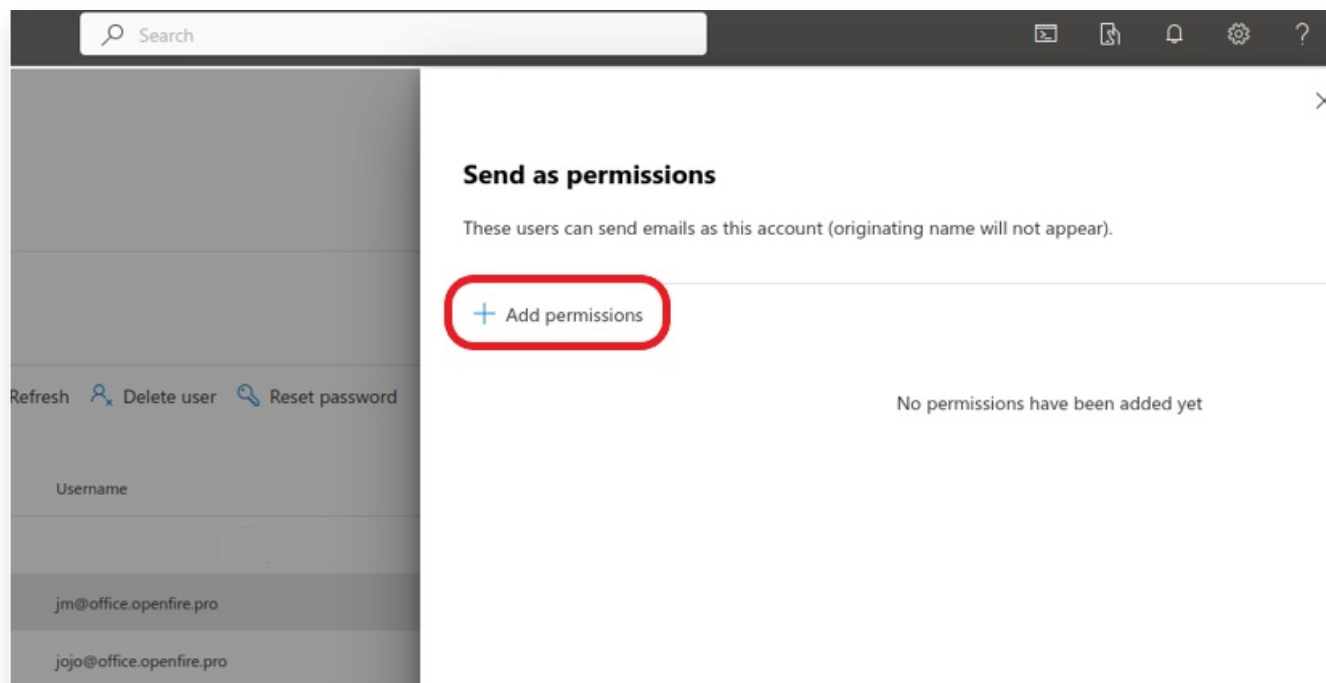 Search
Send as permissions
These users can send emails as this account (originating name will not appear).
Add permissions
No permissions have been added yet
Refresh Delete user Reset password
Username
jm@office.openfire.pro
jojo@office.openfire.pro